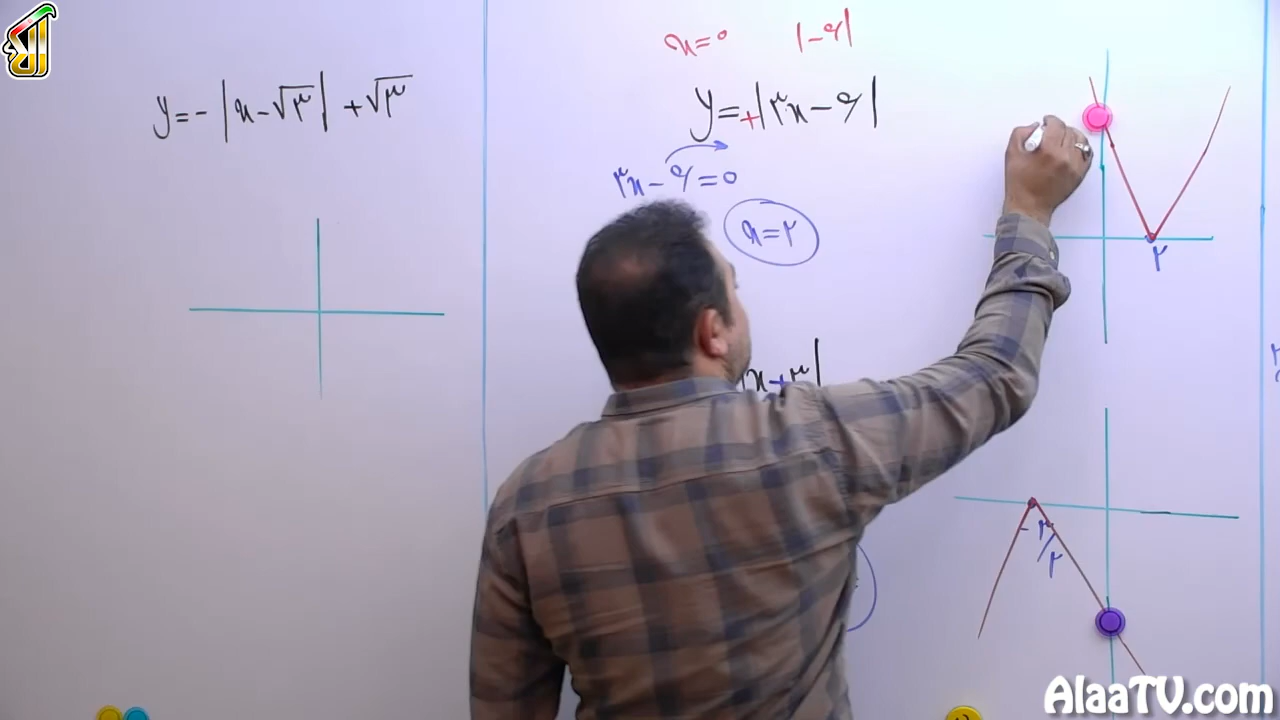 x=۰ |-۶|
y=+|۳x-۶|
۳x-۶=۰
x=۲
۲
y=-|x-√۳|+√۳
x+۳|
-۳/۲
AlaaTV.com